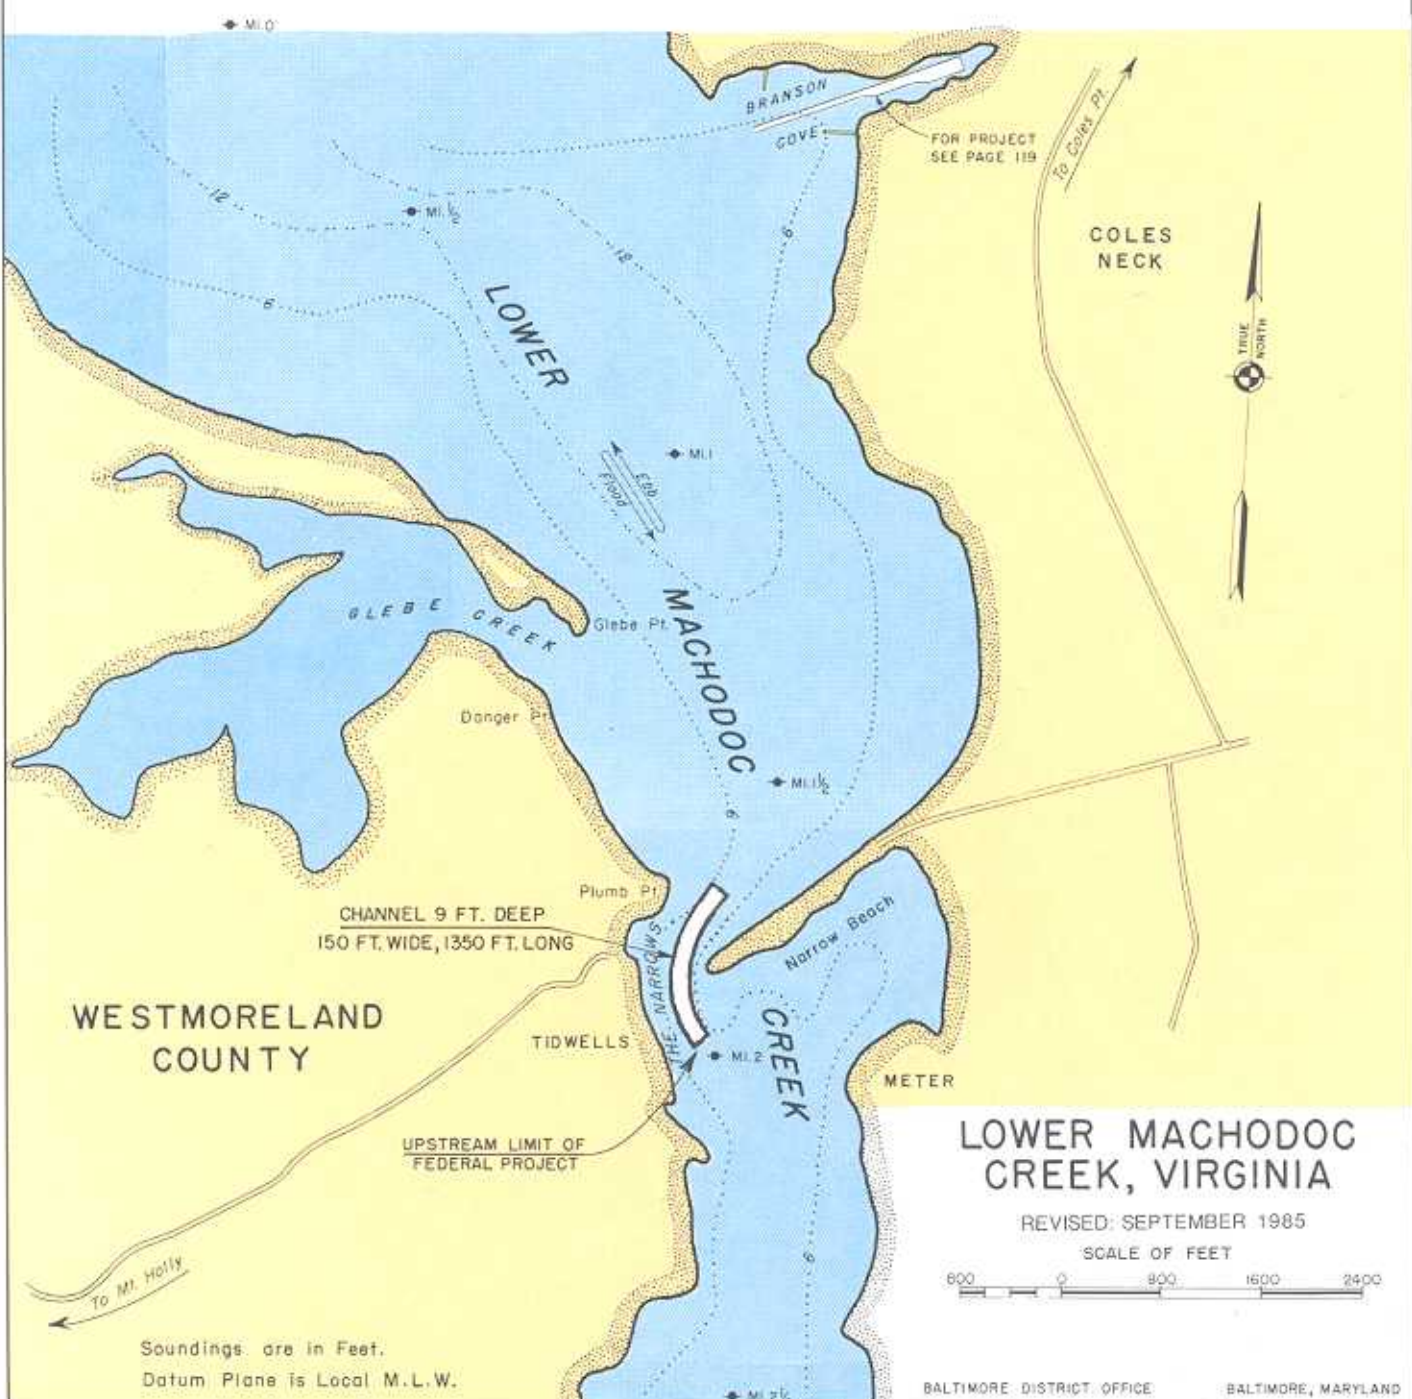 MI.0
BRANSON
COVE
FOR PROJECT
SEE PAGE 119
To Coles Pt.
12
MI.½
COLES
NECK
6
12
6
LOWER
TRUE
NORTH
MI.1
Ebb
Flood
GLEBE CREEK
Glebe Pt.
MACHODOC
Danger Pt.
MI.1½
6
Plumb Pt.
CHANNEL 9 FT. DEEP
150 FT. WIDE, 1350 FT. LONG
THE NARROWS
Narrow Beach
WESTMORELAND
COUNTY
TIDWELLS
MI.2
CREEK
METER
UPSTREAM LIMIT OF
FEDERAL PROJECT
LOWER MACHODOC
CREEK, VIRGINIA
REVISED: SEPTEMBER 1985
SCALE OF FEET
800 0 800 1600 2400
6
To Mt. Holly
Soundings are in Feet.
Datum Plane is Local M.L.W.
MI.2½
BALTIMORE DISTRICT OFFICE BALTIMORE, MARYLAND